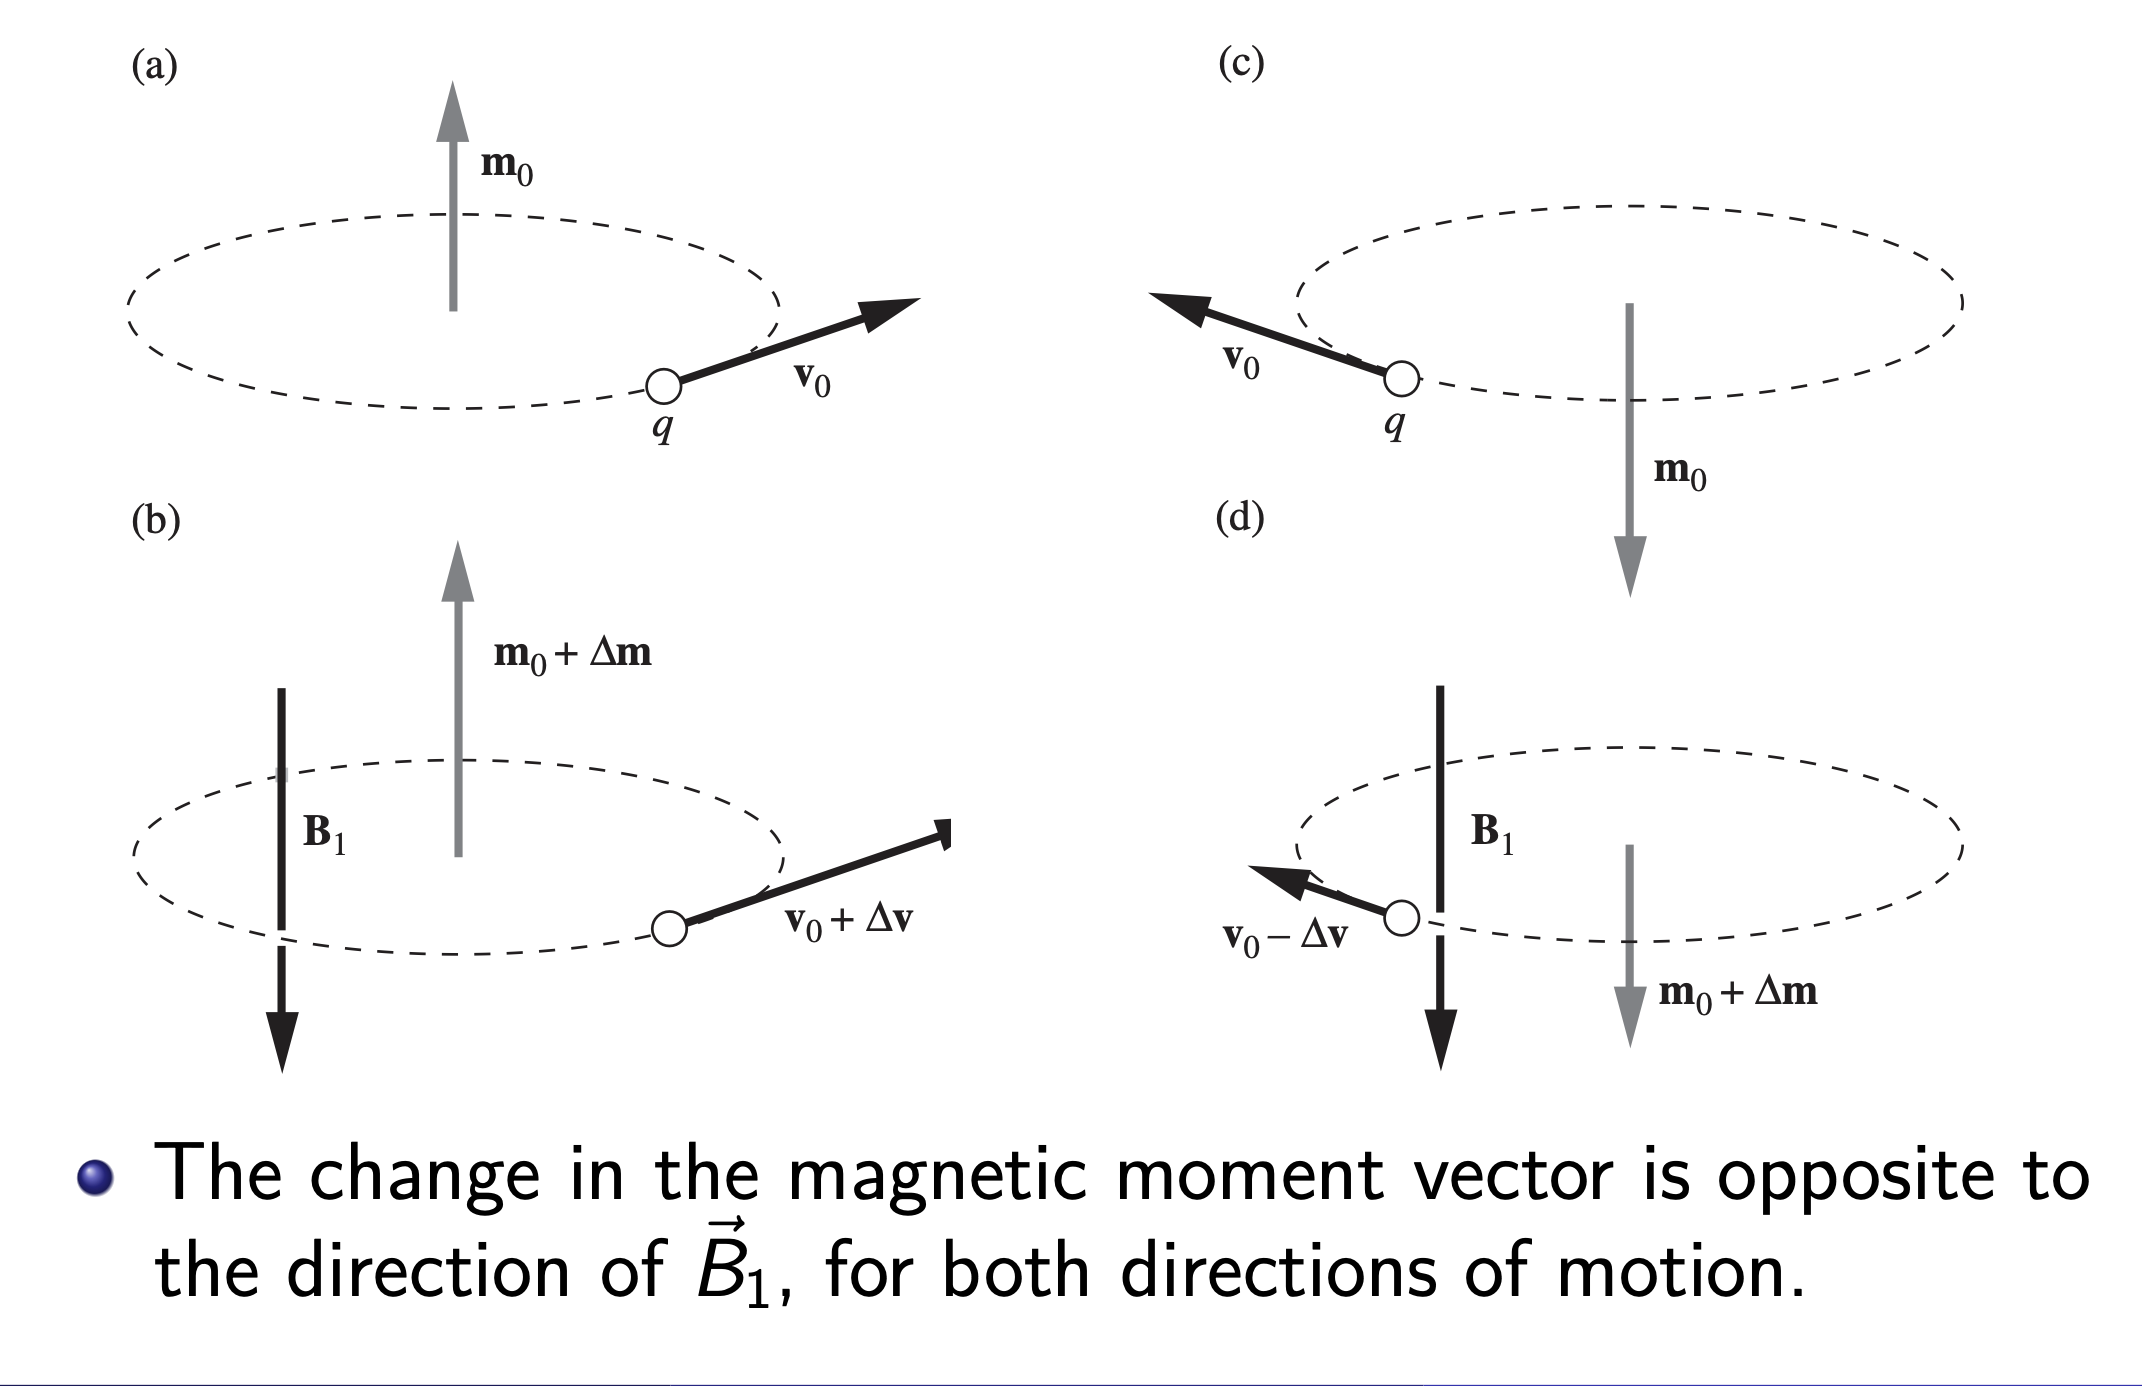 (a)
m₀
v₀
q
(c)
v₀
q
m₀
(b)
m₀ + Δm
B₁
v₀ + Δv
(d)
B₁
v₀ − Δv
m₀ + Δm
The change in the magnetic moment vector is opposite to
the direction of B⃗₁, for both directions of motion.